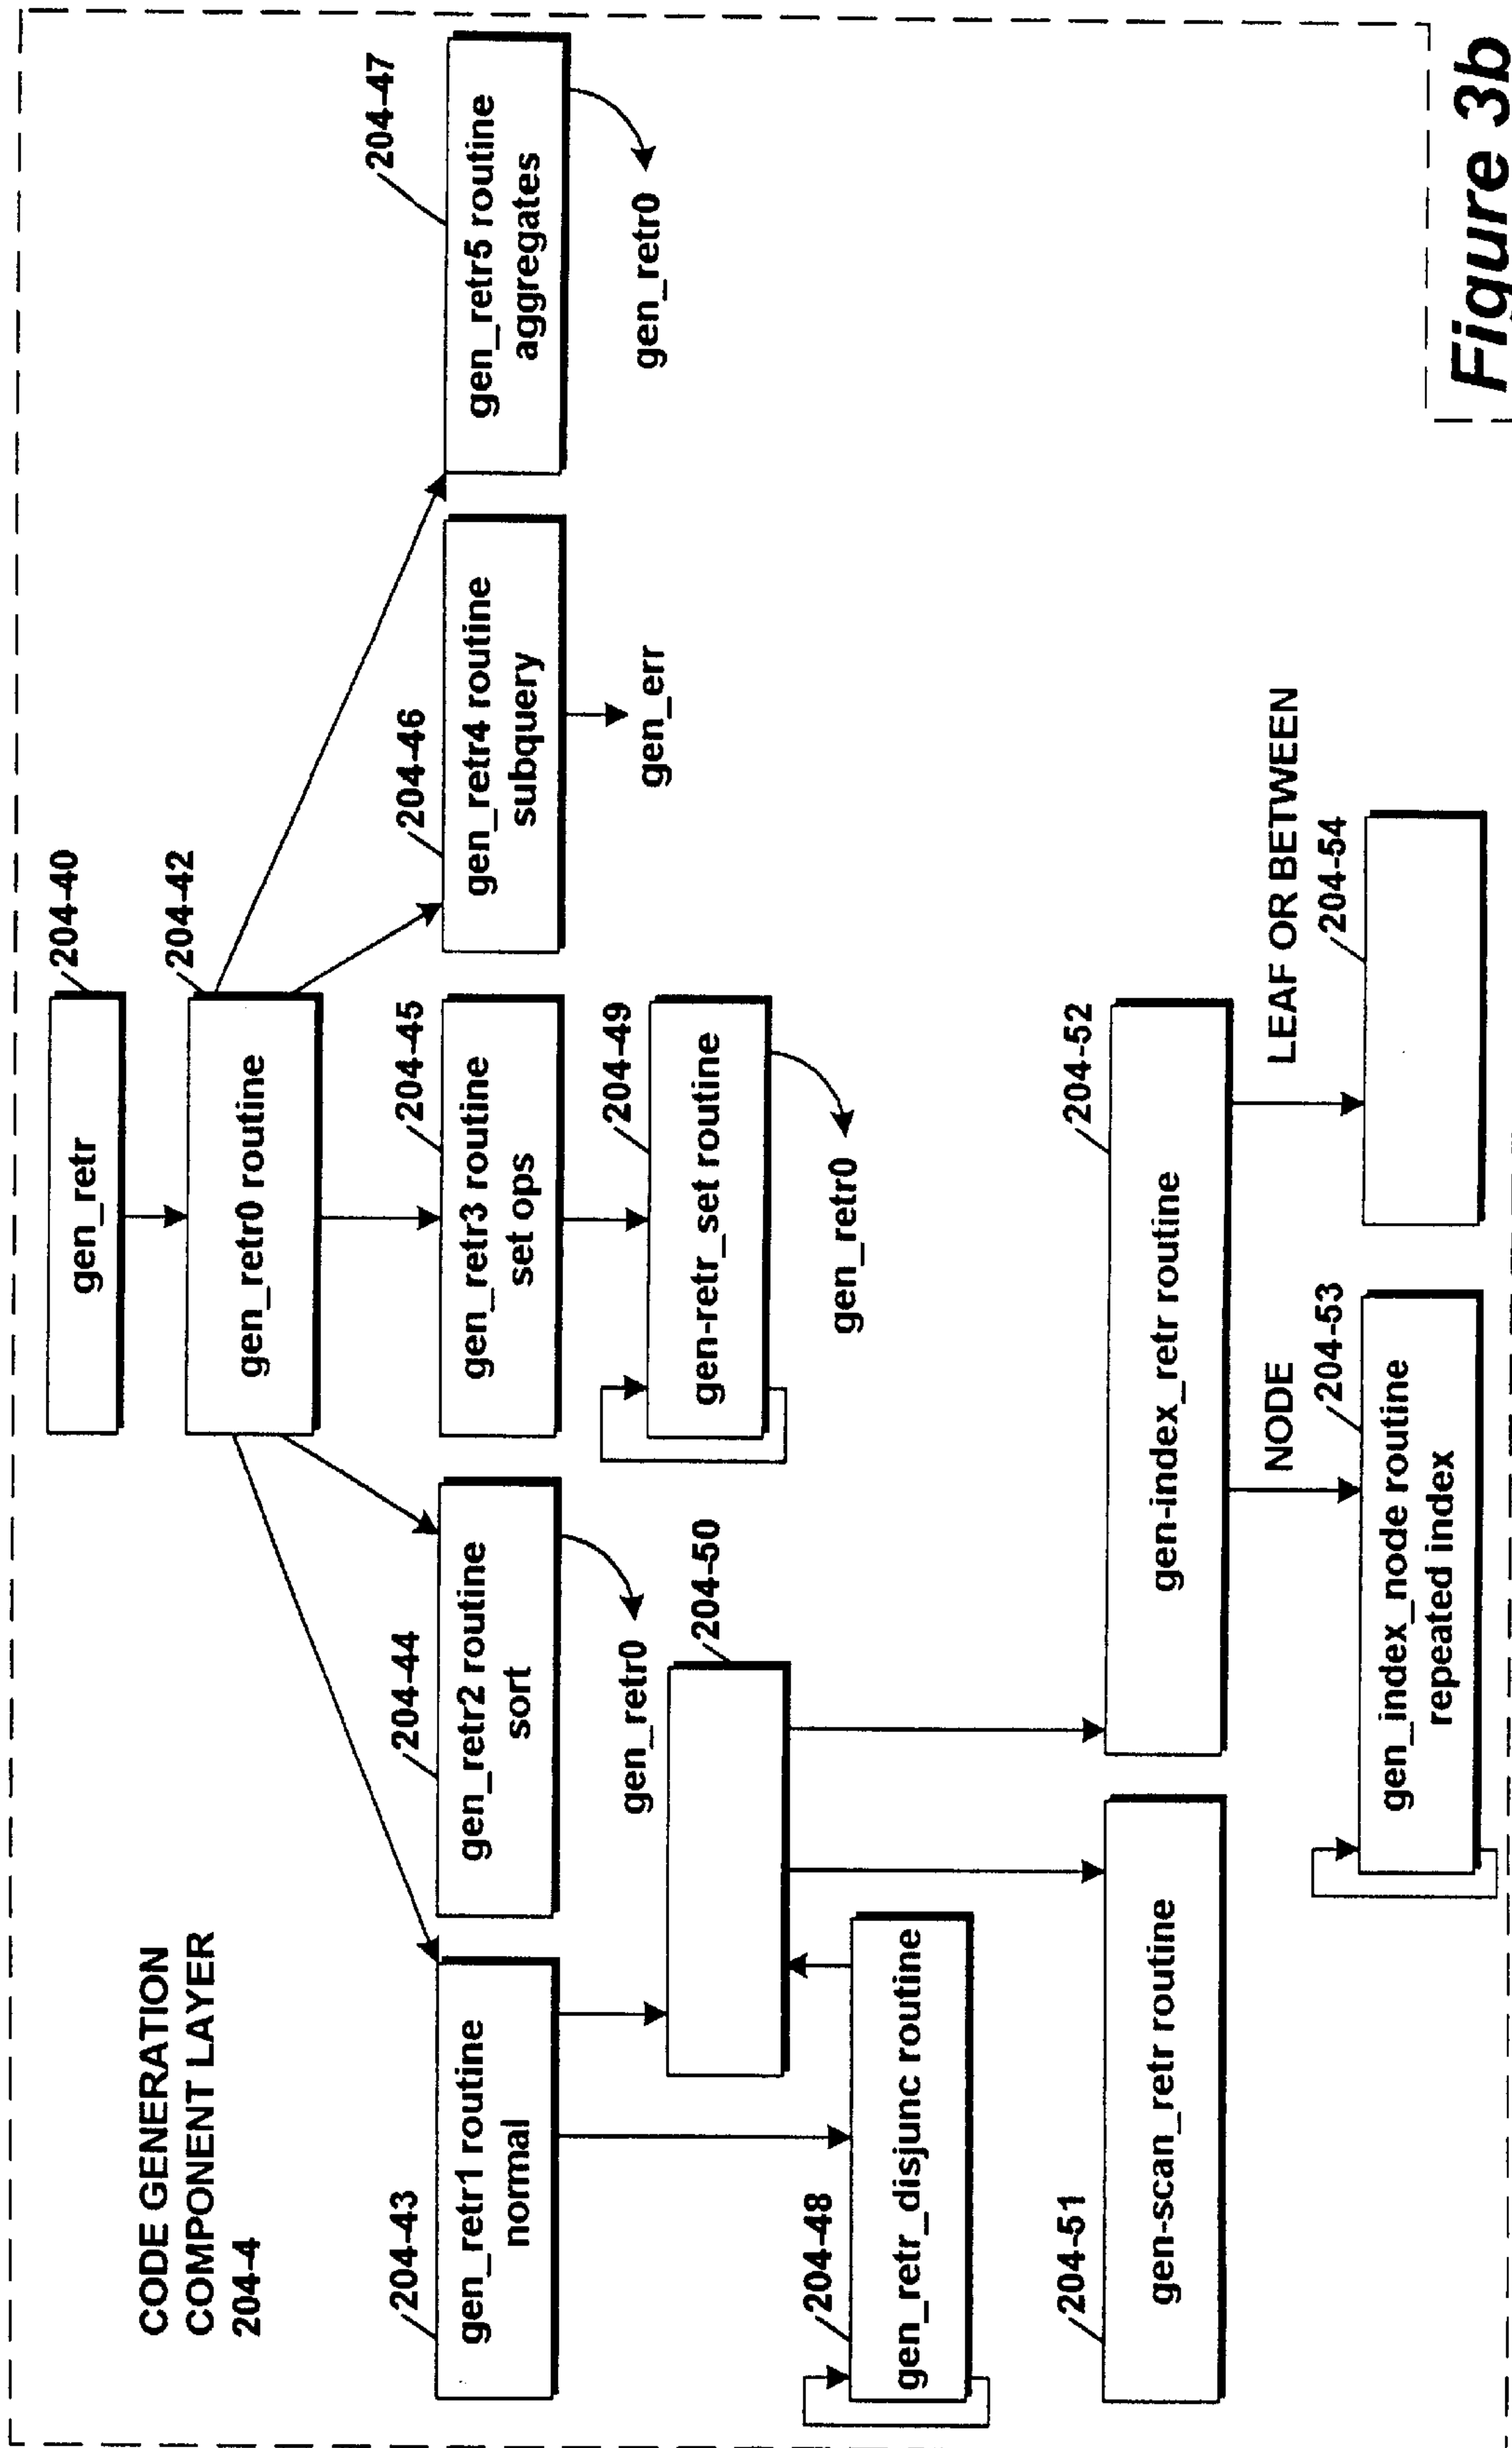 CODE GENERATION
COMPONENT LAYER
204-4
204-40
gen_retr
204-42
gen_retr0 routine
204-43
gen_retr1 routine
normal
204-44
gen_retr2 routine
sort
204-45
gen_retr3 routine
set ops
204-46
gen_retr4 routine
subquery
204-47
gen_retr5 routine
aggregates
gen_retr0
204-50
204-49
gen-retr_set routine
gen_err
gen_retr0
204-48
gen_retr_disjunc routine
gen_retr0
204-51
gen-scan_retr routine
204-52
gen-index_retr routine
NODE
LEAF OR BETWEEN
204-53
gen_index_node routine
repeated index
204-54
Figure 3b